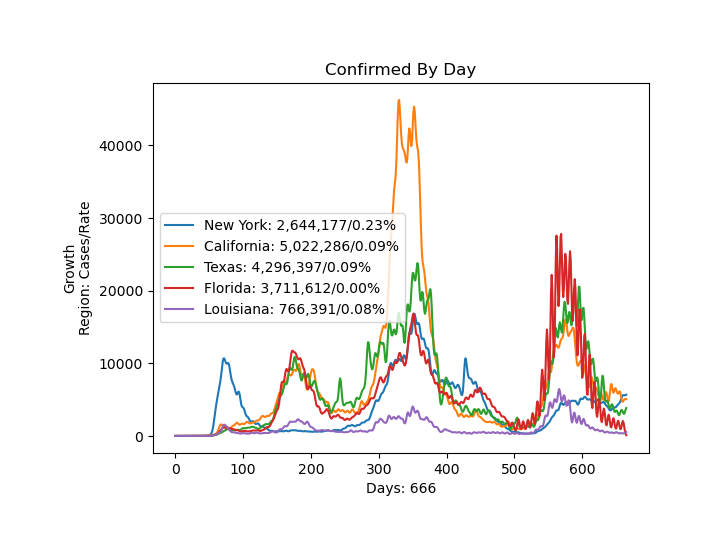 Confirmed By Day
Growth
Region: Cases/Rate
40000
30000
20000
10000
0
New York: 2,644,177/0.23%
California: 5,022,286/0.09%
Texas: 4,296,397/0.09%
Florida: 3,711,612/0.00%
Louisiana: 766,391/0.08%
0 100 200 300 400 500 600
Days: 666